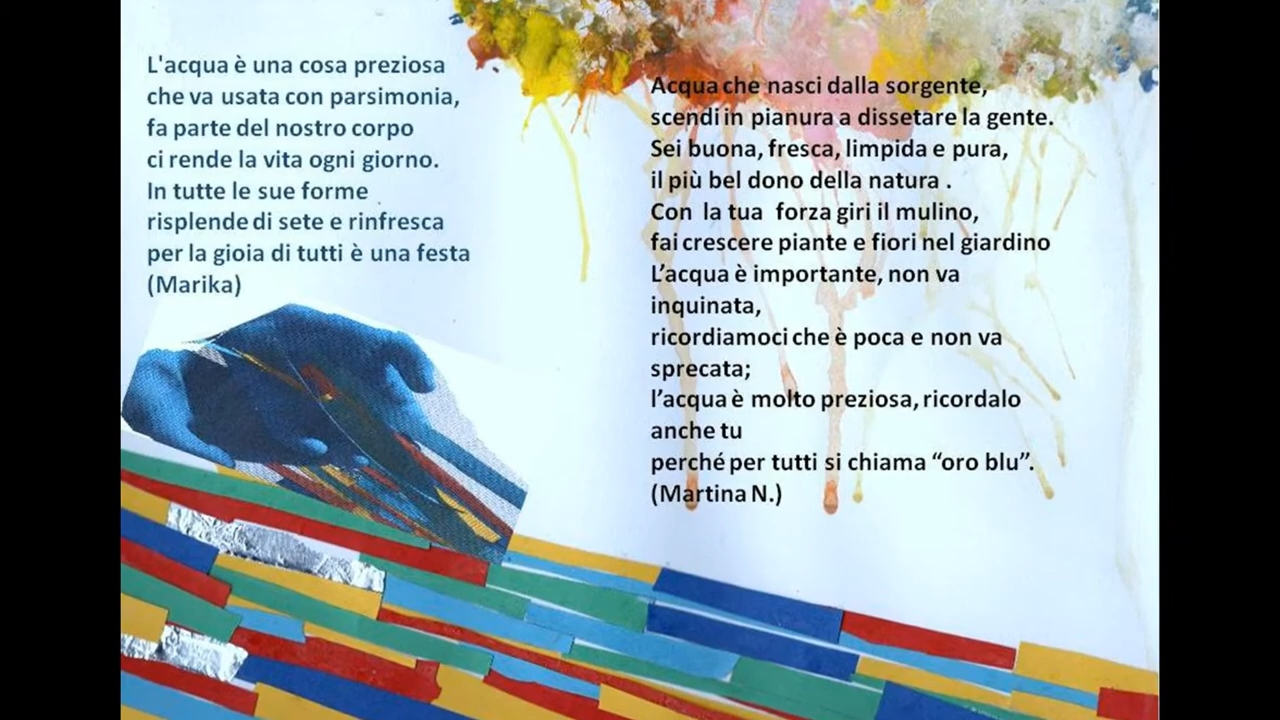 L'acqua è una cosa preziosa
che va usata con parsimonia,
fa parte del nostro corpo
ci rende la vita ogni giorno.
In tutte le sue forme
risplende di sete e rinfresca
per la gioia di tutti è una festa
(Marika)
Acqua che nasci dalla sorgente,
scendi in pianura a dissetare la gente.
Sei buona, fresca, limpida e pura,
il più bel dono della natura .
Con la tua forza giri il mulino,
fai crescere piante e fiori nel giardino
L’acqua è importante, non va
inquinata,
ricordiamoci che è poca e non va
sprecata;
l’acqua è molto preziosa, ricordalo
anche tu
perché per tutti si chiama “oro blu”.
(Martina N.)